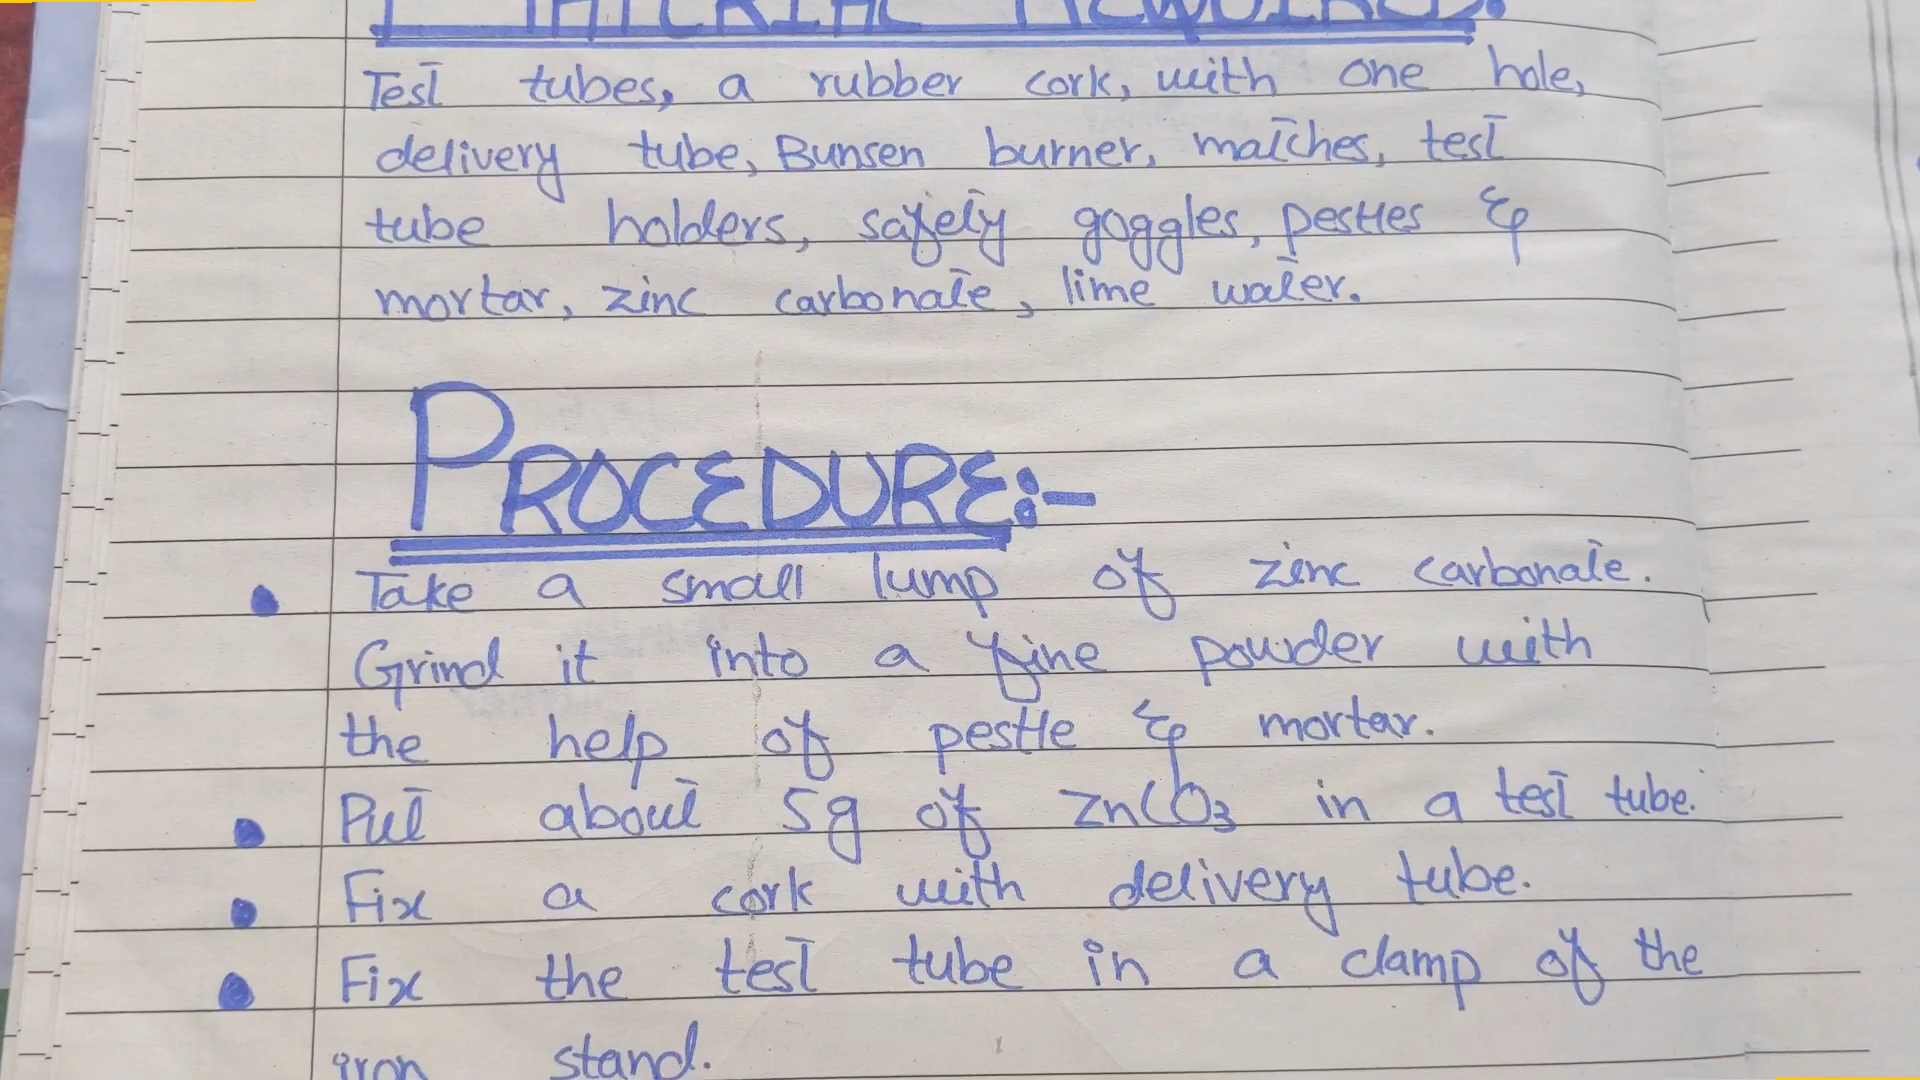 MATERIAL REQUIRED:
Test tubes, a rubber cork, with one hole,
delivery tube, Bunsen burner, matches, test
tube holders, safely goggles, pestles &
mortar, zinc carbonate, lime water.
PROCEDURE:-
• Take a small lump of zinc carbonate.
Grind it into a fine powder with
the help of pestle & mortar.
• Put about 5g of ZnCO3 in a test tube.
• Fix a cork with delivery tube.
• Fix the test tube in a clamp of the
iron stand.